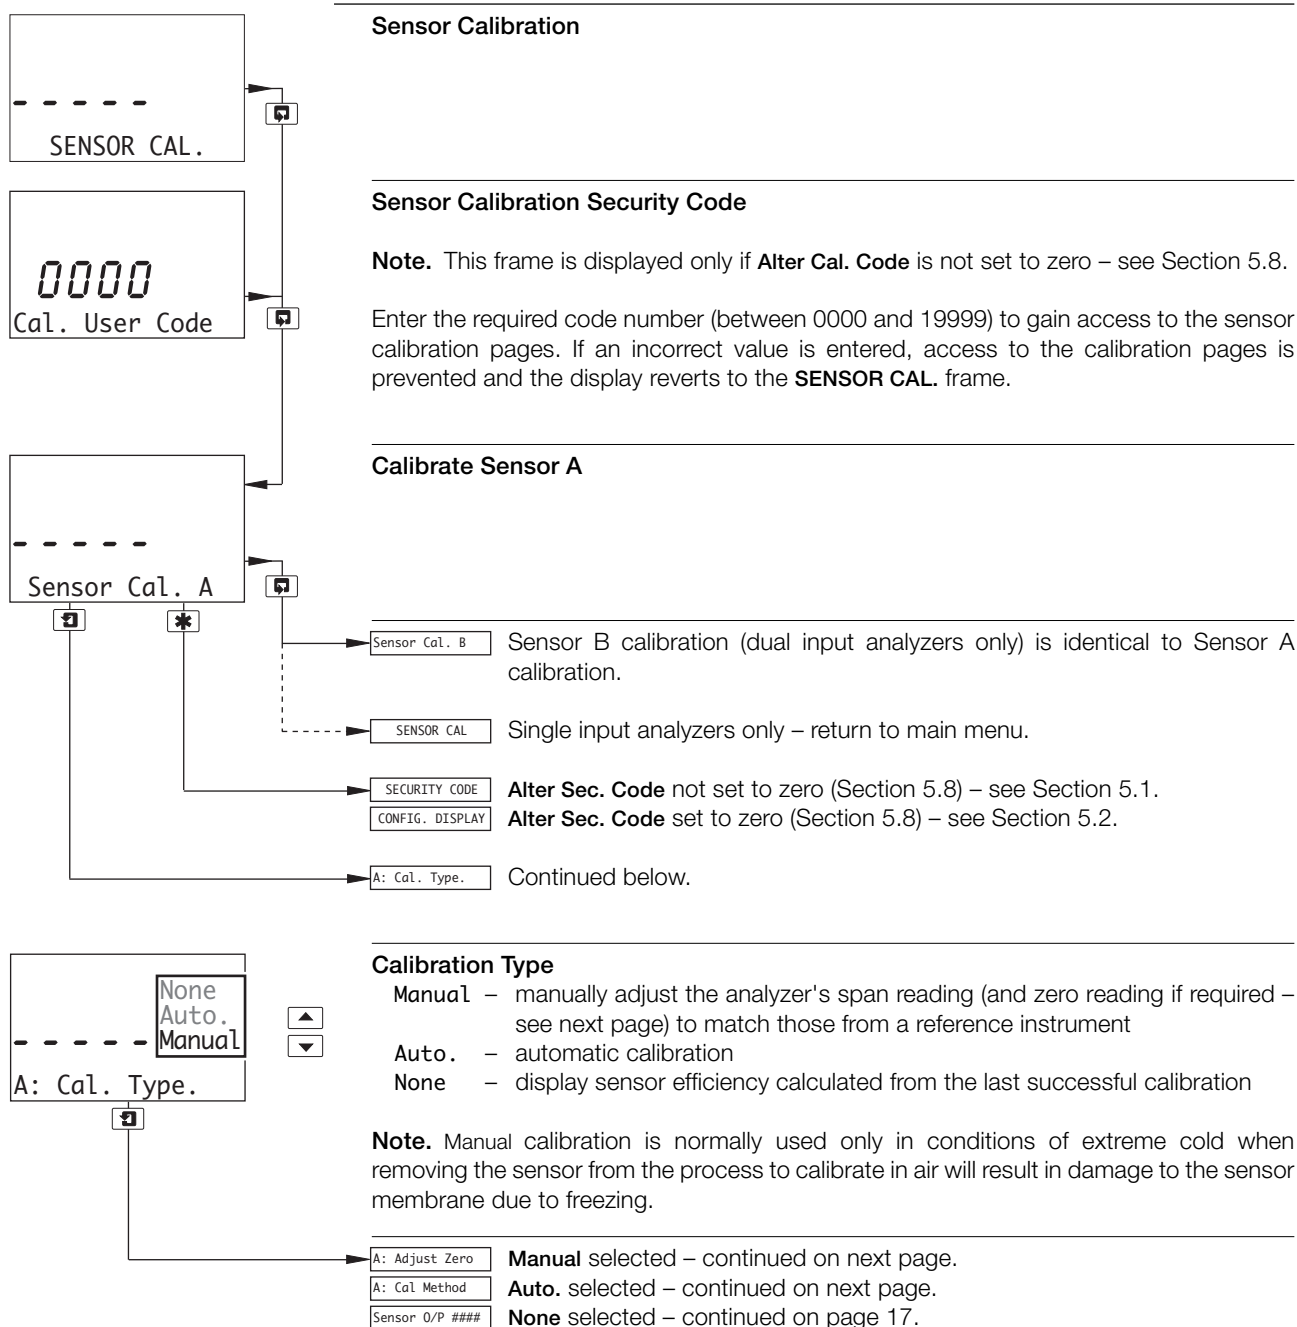 Sensor Calibration
- - - - -
SENSOR CAL.
Sensor Calibration Security Code
Note. This frame is displayed only if Alter Cal. Code is not set to zero – see Section 5.8.
0000
Cal. User Code
Enter the required code number (between 0000 and 19999) to gain access to the sensor
calibration pages. If an incorrect value is entered, access to the calibration pages is
prevented and the display reverts to the SENSOR CAL. frame.
Calibrate Sensor A
- - - - -
Sensor Cal. A
Sensor Cal. B Sensor B calibration (dual input analyzers only) is identical to Sensor A
calibration.
SENSOR CAL Single input analyzers only – return to main menu.
SECURITY CODE Alter Sec. Code not set to zero (Section 5.8) – see Section 5.1.
CONFIG. DISPLAY Alter Sec. Code set to zero (Section 5.8) – see Section 5.2.
A: Cal. Type. Continued below.
None
Auto.
- - - - - Manual
A: Cal. Type.
Calibration Type
Manual – manually adjust the analyzer's span reading (and zero reading if required –
see next page) to match those from a reference instrument
Auto. – automatic calibration
None – display sensor efficiency calculated from the last successful calibration
Note. Manual calibration is normally used only in conditions of extreme cold when
removing the sensor from the process to calibrate in air will result in damage to the sensor
membrane due to freezing.
A: Adjust Zero Manual selected – continued on next page.
A: Cal Method Auto. selected – continued on next page.
Sensor O/P #### None selected – continued on page 17.